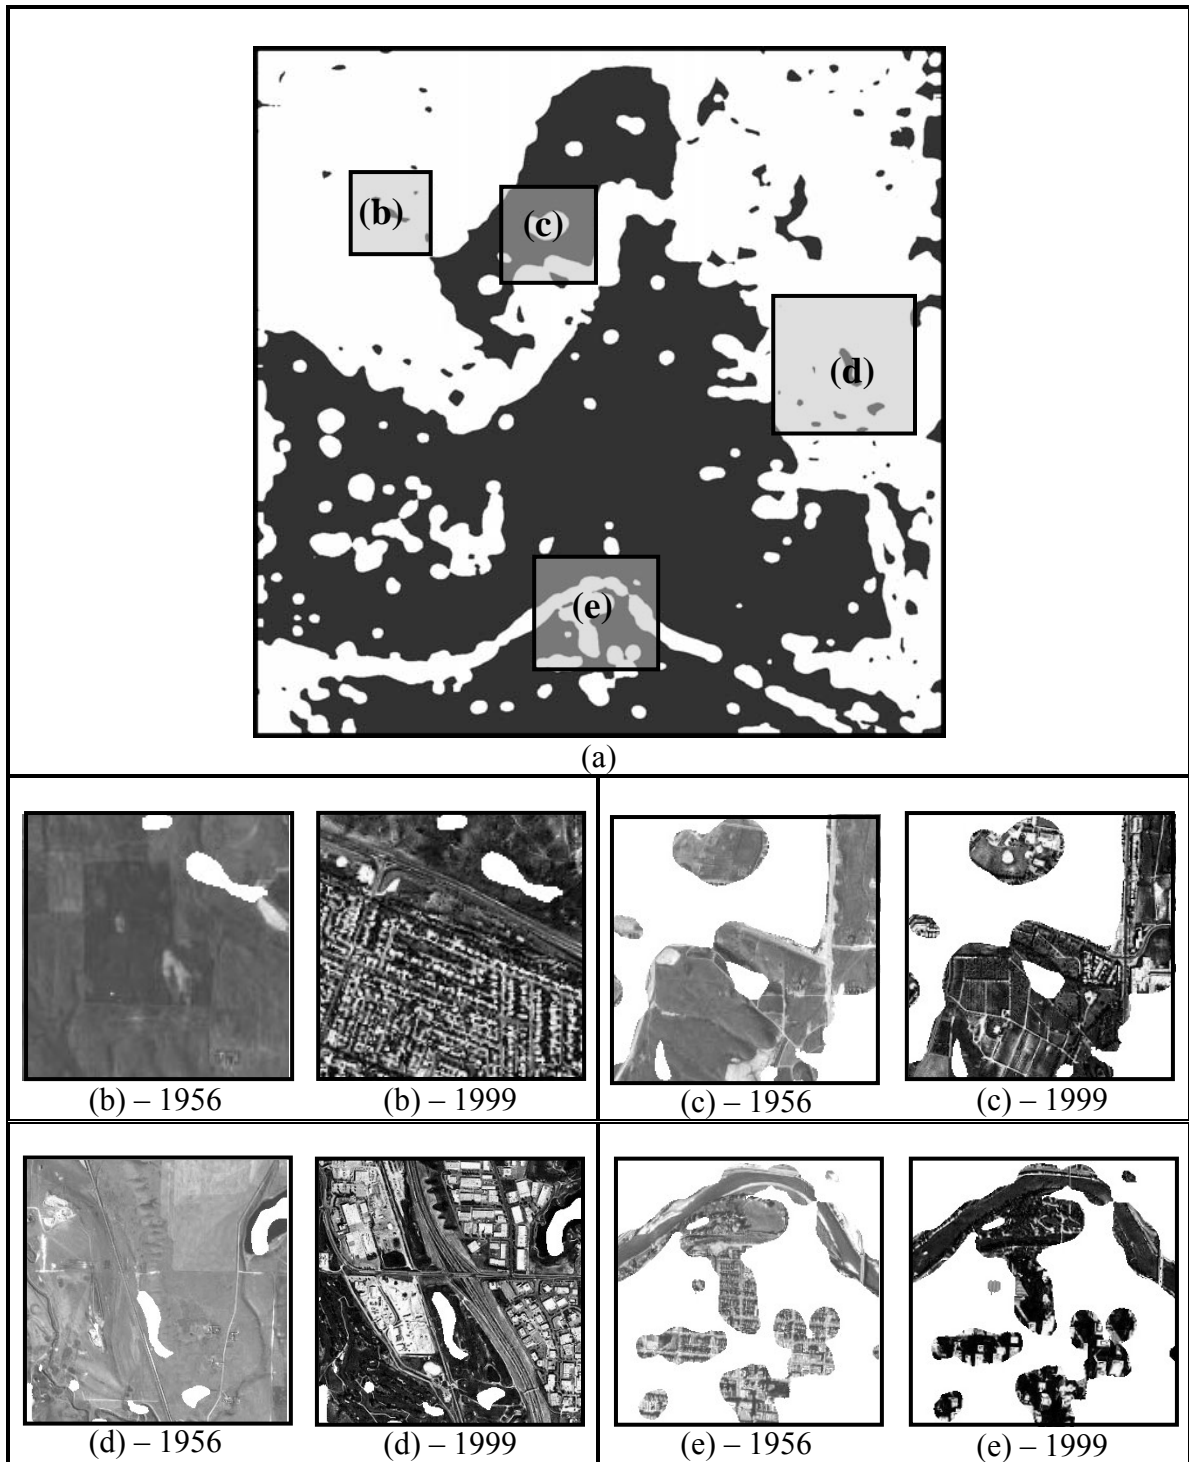 (b)
(c)
(d)
(e)
(a)
(b) – 1956
(b) – 1999
(c) – 1956
(c) – 1999
(d) – 1956
(d) – 1999
(e) – 1956
(e) – 1999